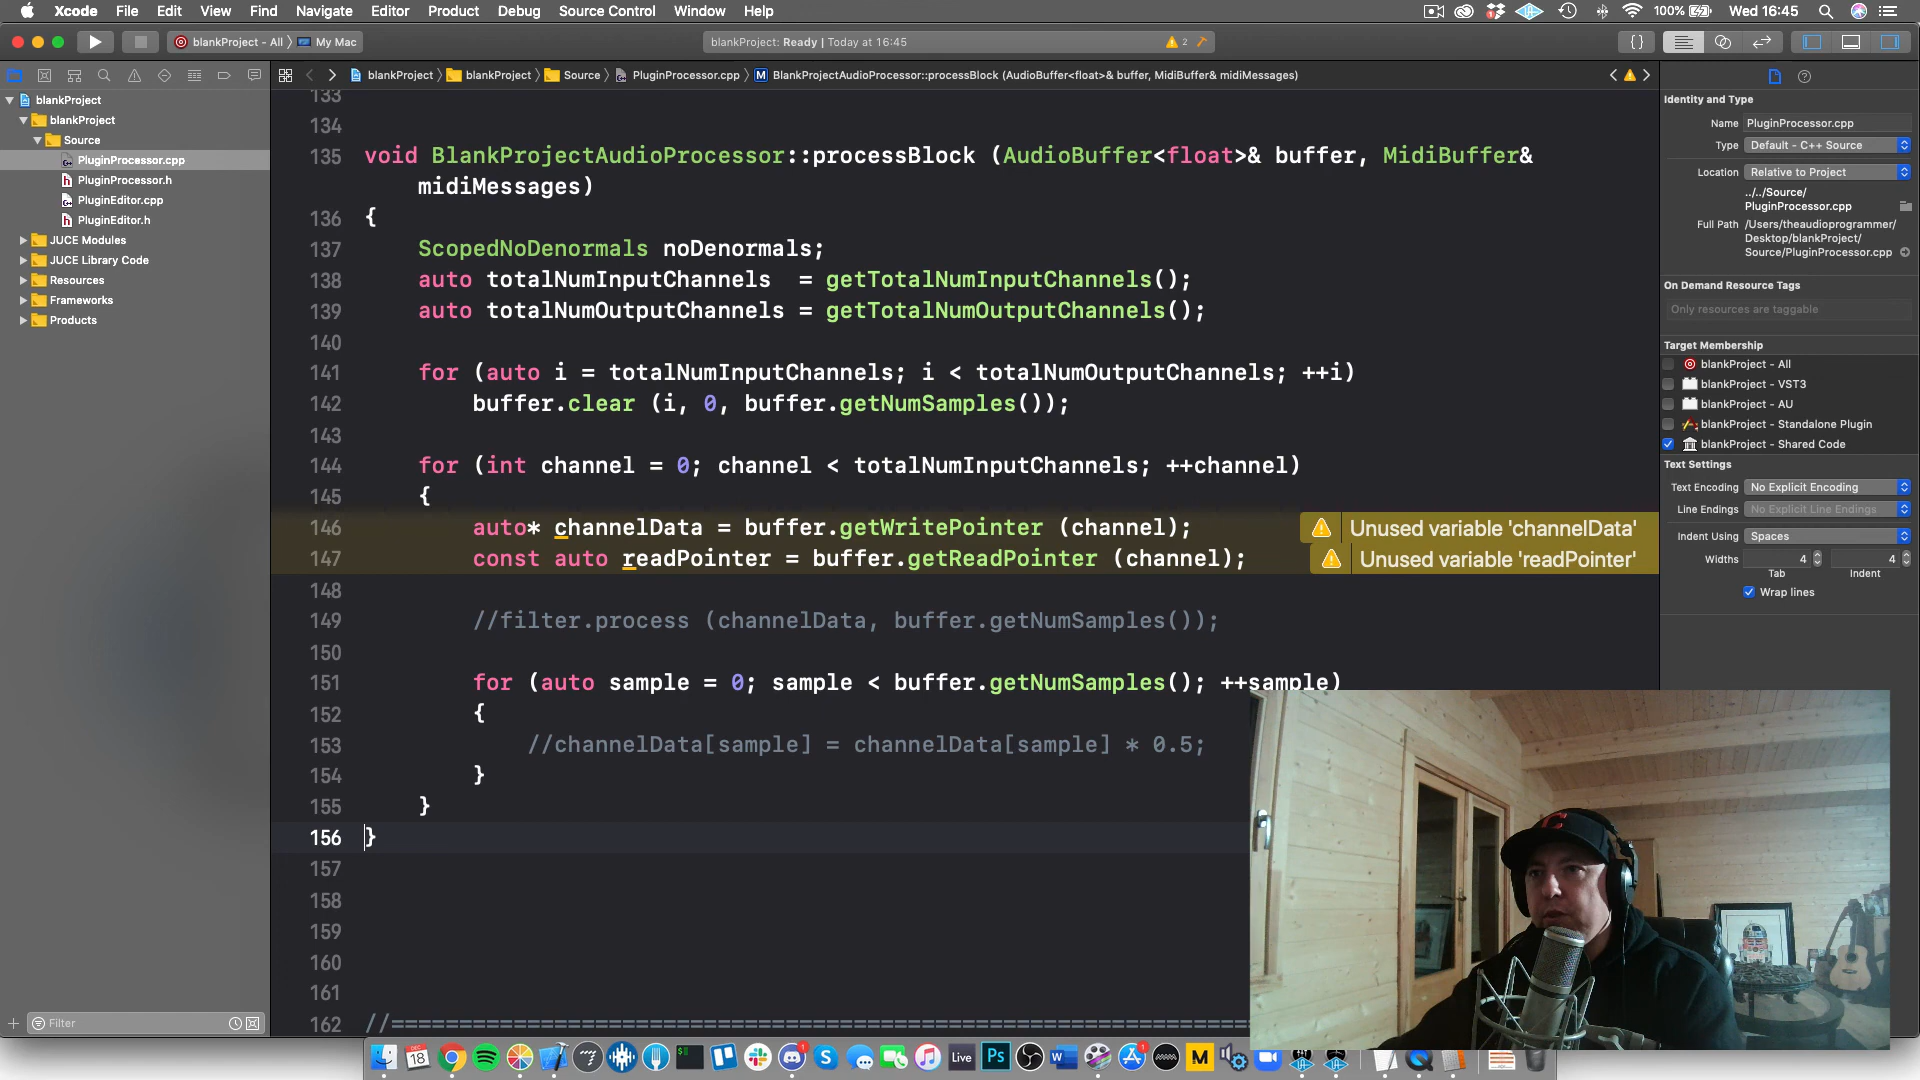 Xcode File Edit View Find Navigate Editor Product Debug Source Control Window Help
100% Wed 16:45
blankProject - All My Mac
blankProject: Ready | Today at 16:45
2
blankProject blankProject Source PluginProcessor.cpp M BlankProjectAudioProcessor::processBlock (AudioBuffer<float>& buffer, MidiBuffer& midiMessages)
blankProject
blankProject
Source
PluginProcessor.cpp
PluginProcessor.h
PluginEditor.cpp
PluginEditor.h
JUCE Modules
JUCE Library Code
Resources
Frameworks
Products
Filter
133
134
135 void BlankProjectAudioProcessor::processBlock (AudioBuffer<float>& buffer, MidiBuffer&
midiMessages)
136 {
137 ScopedNoDenormals noDenormals;
138 auto totalNumInputChannels  = getTotalNumInputChannels();
139 auto totalNumOutputChannels = getTotalNumOutputChannels();
140
141 for (auto i = totalNumInputChannels; i < totalNumOutputChannels; ++i)
142 buffer.clear (i, 0, buffer.getNumSamples());
143
144 for (int channel = 0; channel < totalNumInputChannels; ++channel)
145 {
146 auto* channelData = buffer.getWritePointer (channel); Unused variable 'channelData'
147 const auto readPointer = buffer.getReadPointer (channel); Unused variable 'readPointer'
148
149 //filter.process (channelData, buffer.getNumSamples());
150
151 for (auto sample = 0; sample < buffer.getNumSamples(); ++sample)
152 {
153 //channelData[sample] = channelData[sample] * 0.5;
154 }
155 }
156 }
157
158
159
160
161
162 //==========================================================
Identity and Type
Name PluginProcessor.cpp
Type Default - C++ Source
Location Relative to Project
../../Source/
PluginProcessor.cpp
Full Path /Users/theaudioprogrammer/
Desktop/blankProject/
Source/PluginProcessor.cpp
On Demand Resource Tags
Only resources are taggable
Target Membership
blankProject - All
blankProject - VST3
blankProject - AU
blankProject - Standalone Plugin
blankProject - Shared Code
Text Settings
Text Encoding No Explicit Encoding
Line Endings No Explicit Line Endings
Indent Using Spaces
Widths 4 4
Tab Indent
Wrap lines
DEC
18
1
Live
Ps
W
1
M